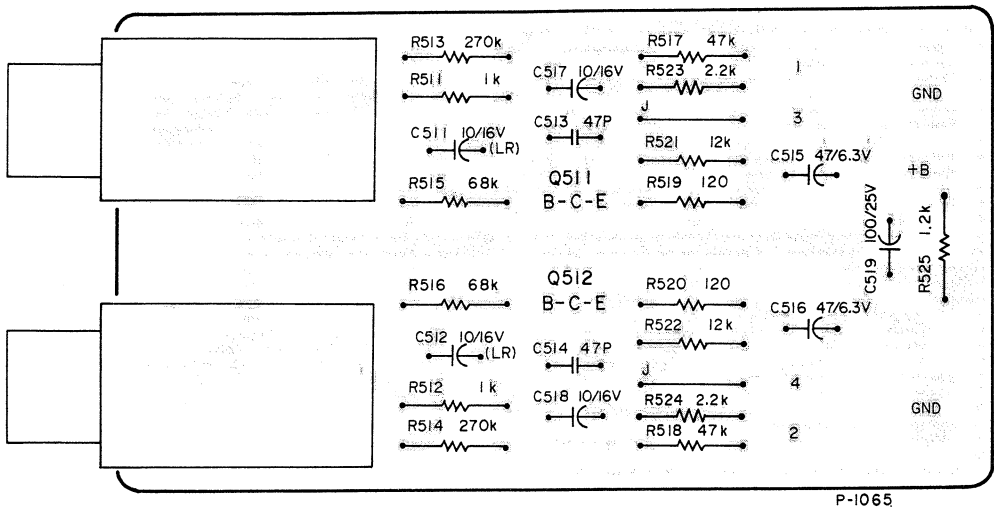 R513 270k
R511 1k
C511 10/16V
(LR)
R515 68k
C517 10/16V
C513 47P
Q511
B-C-E
R517 47k
R523 2.2k
J
R521 12k
R519 120
1
3
C515 47/6.3V
GND
+B
C519 100/25V
R525 1.2k
R516 68k
C512 10/16V
(LR)
R512 1k
R514 270k
Q512
B-C-E
C514 47P
C518 10/16V
R520 120
R522 12k
J
R524 2.2k
R518 47k
C516 47/6.3V
4
2
GND
P-1065